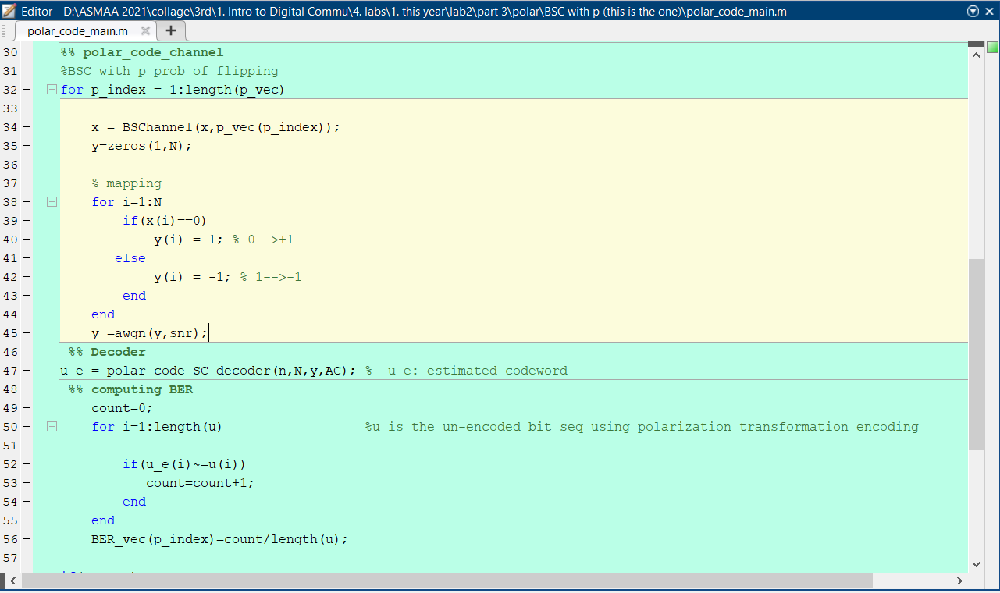 Editor - D:\ASMAA 2021\collage\3rd\1. Intro to Digital Commu\4. labs\1. this year\lab2\part 3\polar\BSC with p (this is the one)\polar_code_main.m
polar_code_main.m
30 %% polar_code_channel
31 %BSC with p prob of flipping
32 for p_index = 1:length(p_vec)
33
34 x = BSChannel(x,p_vec(p_index));
35 y=zeros(1,N);
36
37 % mapping
38 for i=1:N
39 if(x(i)==0)
40 y(i) = 1; % 0-->+1
41 else
42 y(i) = -1; % 1-->-1
43 end
44 end
45 y =awgn(y,snr);
46 %% Decoder
47 u_e = polar_code_SC_decoder(n,N,y,AC); % u_e: estimated codeword
48 %% computing BER
49 count=0;
50 for i=1:length(u) %u is the un-encoded bit seq using polarization transformation encoding
51
52 if(u_e(i)~=u(i))
53 count=count+1;
54 end
55 end
56 BER_vec(p_index)=count/length(u);
57